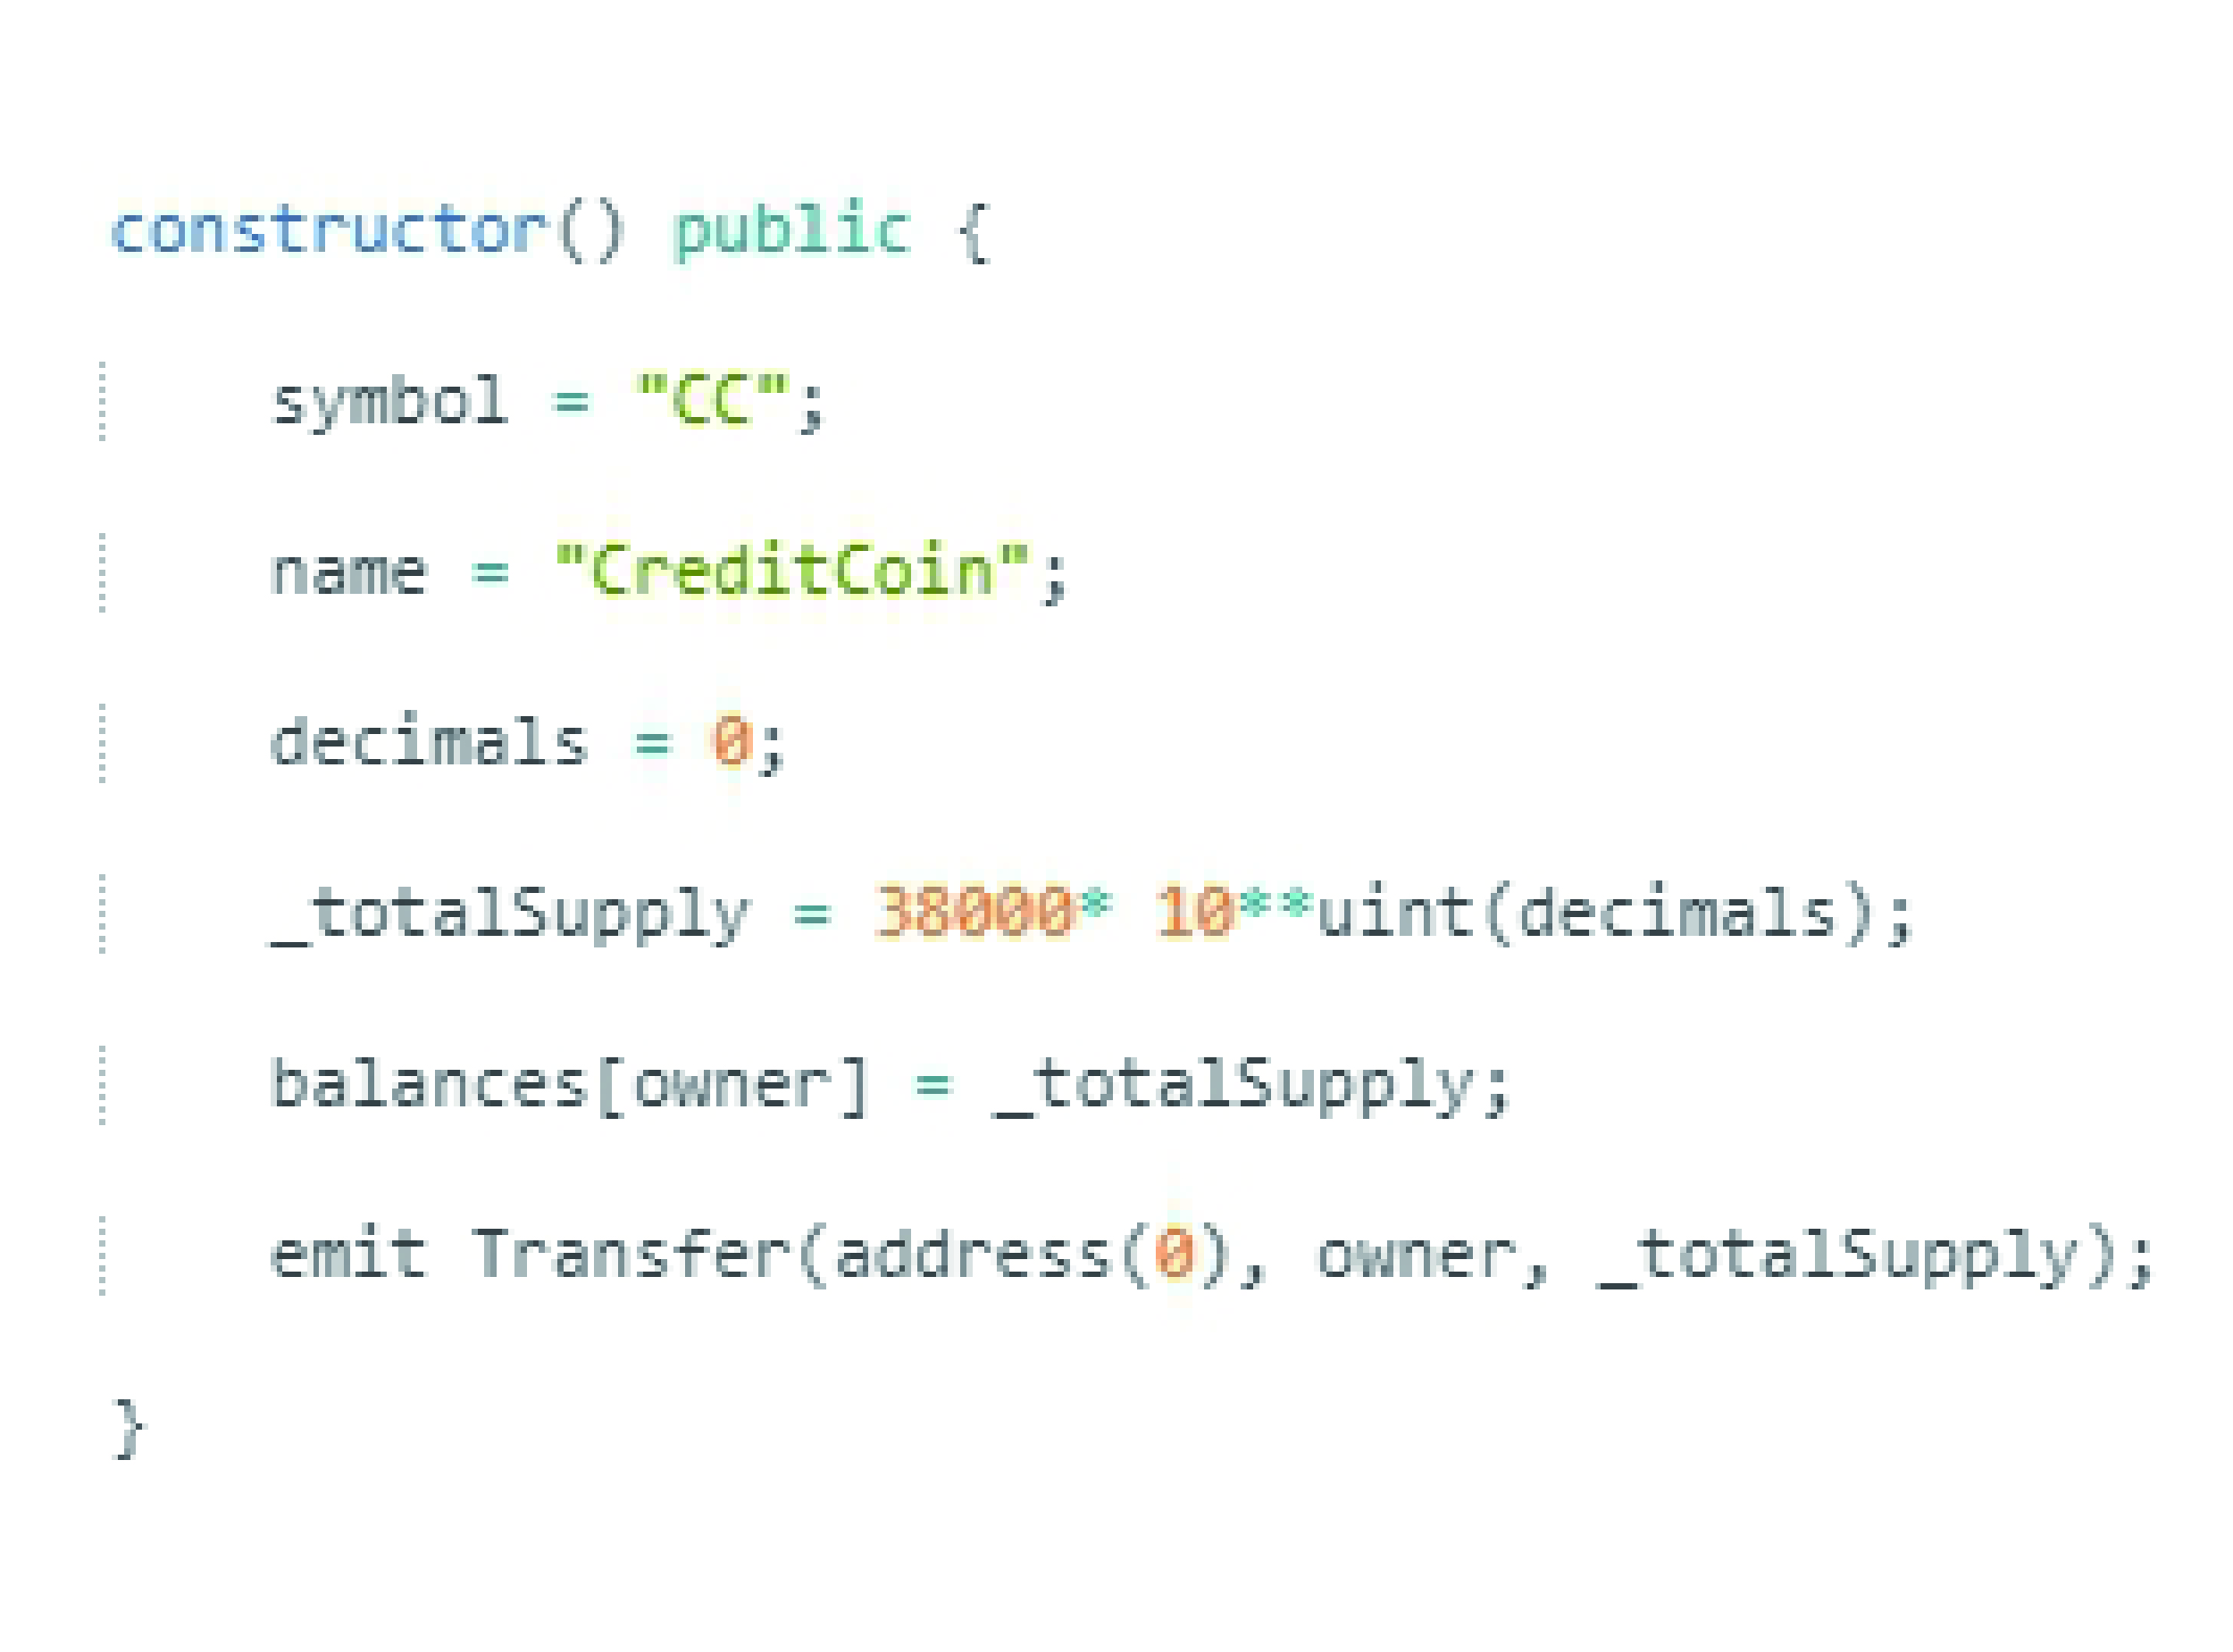 constructor() public {
symbol = "CC";
name = "CreditCoin";
decimals = 0;
_totalSupply = 38000* 10**uint(decimals);
balances[owner] = _totalSupply;
emit Transfer(address(0), owner, _totalSupply);
}